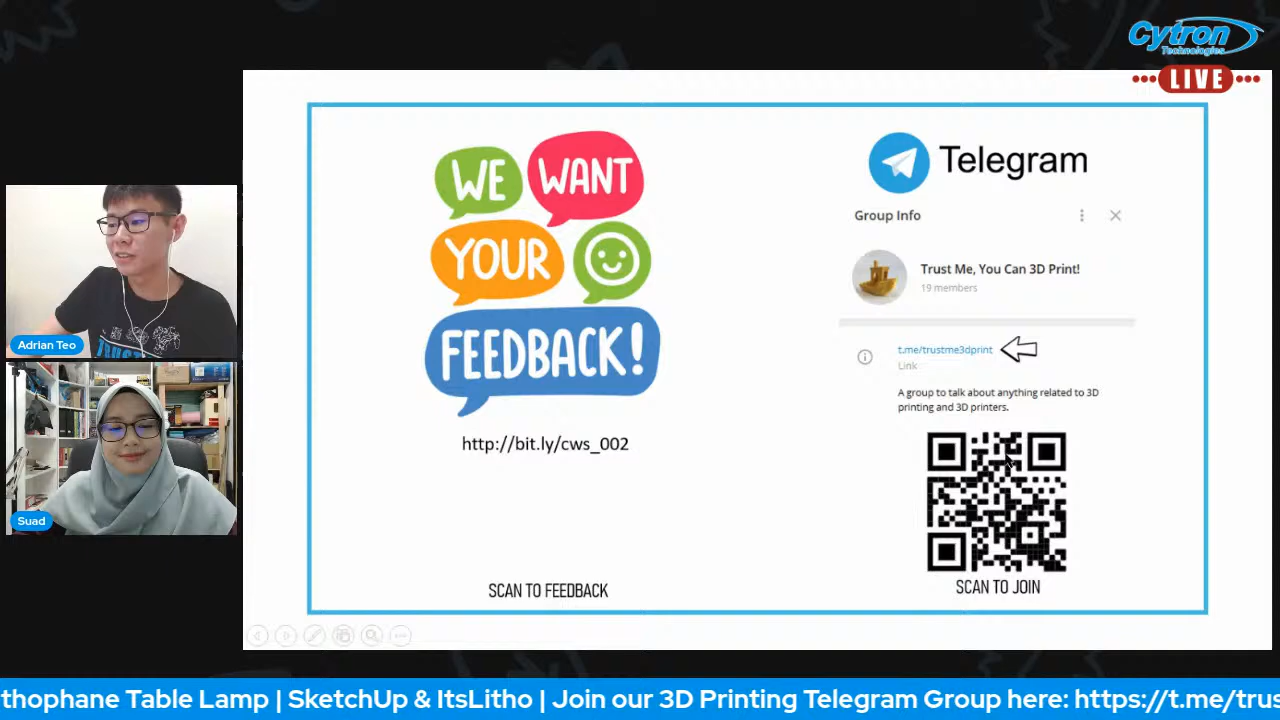 Cytron
Technologies
LIVE
WE WANT
YOUR
FEEDBACK!
http://bit.ly/cws_002
SCAN TO FEEDBACK
Telegram
Group Info
Trust Me, You Can 3D Print!
19 members
t.me/trustme3dprint
Link
A group to talk about anything related to 3D
printing and 3D printers.
SCAN TO JOIN
Adrian Teo
Suad
thophane Table Lamp | SketchUp & ItsLitho | Join our 3D Printing Telegram Group here: https://t.me/trus